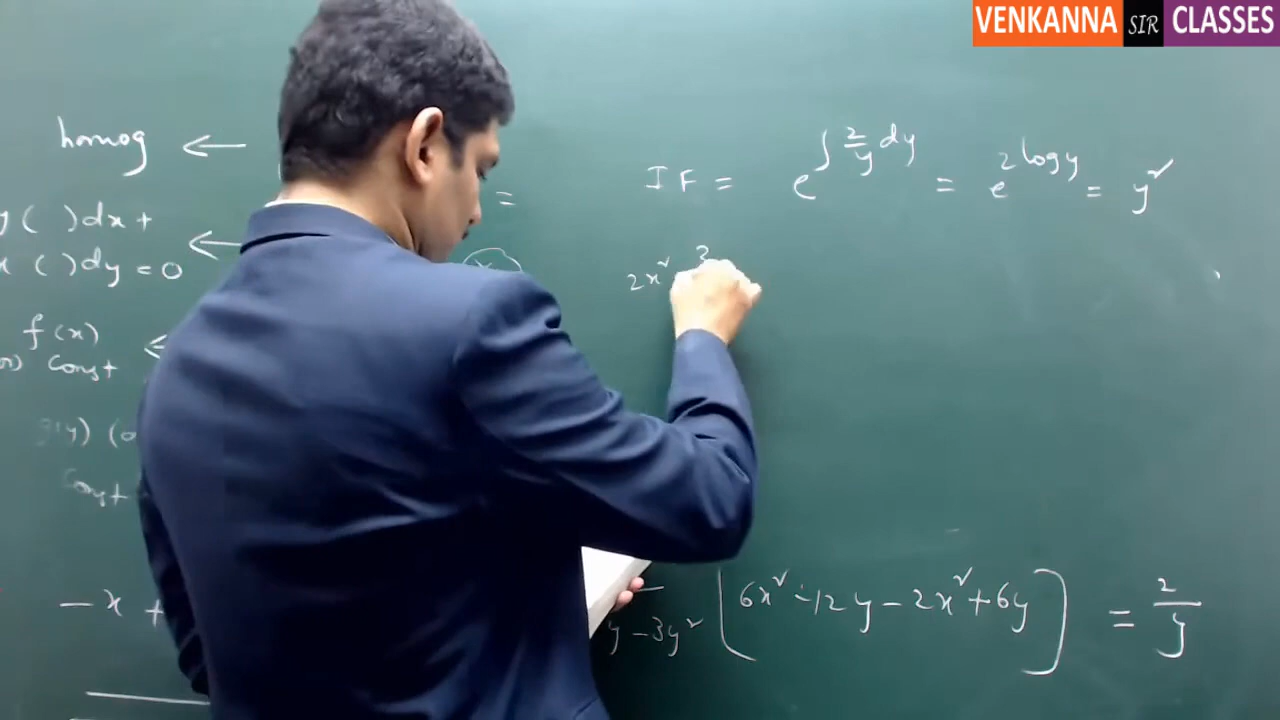 VENKANNA SIR CLASSES
homog ←
y ( ) dx +
x ( ) dy = 0 ←
f(x)
Const
g(y)
Const
- x +
=
IF = e^{∫ 2/y dy} = e^{2 log y} = y²
2x²
y - 3y² [6x² - 12y - 2x² + 6y] = 2/y